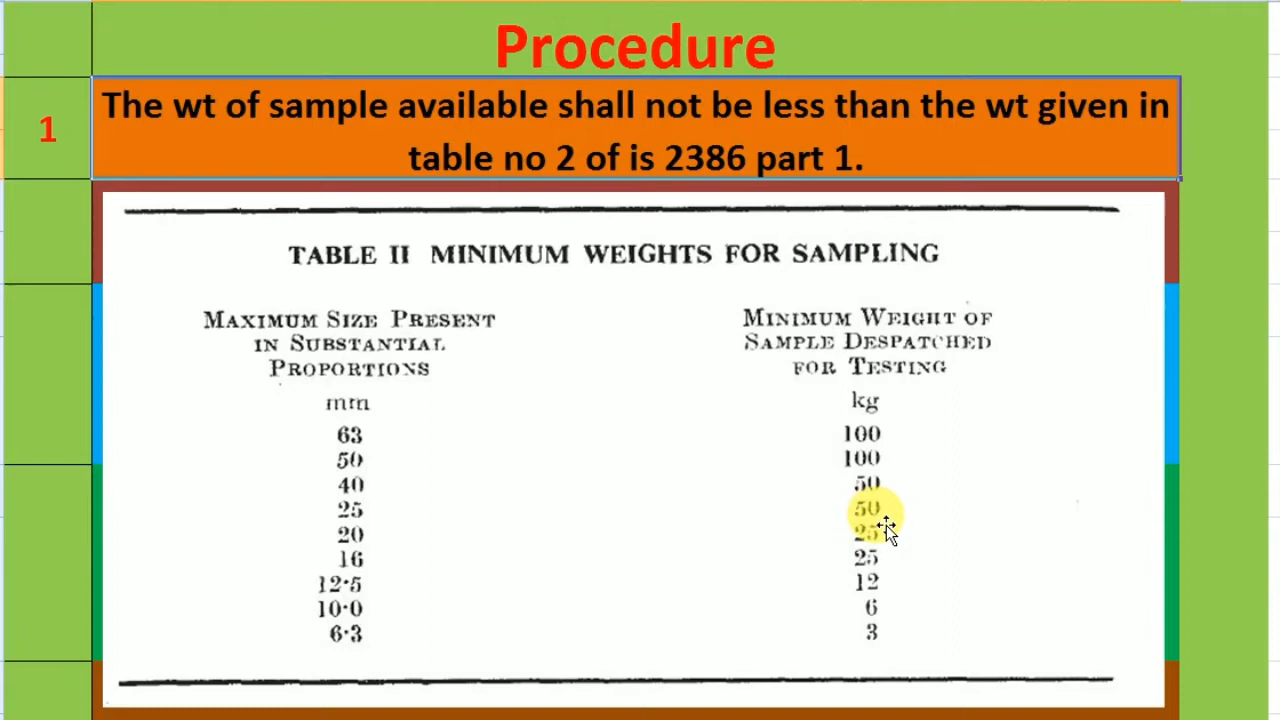 Procedure
1
The wt of sample available shall not be less than the wt given in
table no 2 of is 2386 part 1.
TABLE II MINIMUM WEIGHTS FOR SAMPLING
MAXIMUM SIZE PRESENT
IN SUBSTANTIAL
PROPORTIONS
MINIMUM WEIGHT OF
SAMPLE DESPATCHED
FOR TESTING
mm kg
63 100
50 100
40 50
25 50
20 25
16 25
12·5 12
10·0 6
6·3 3